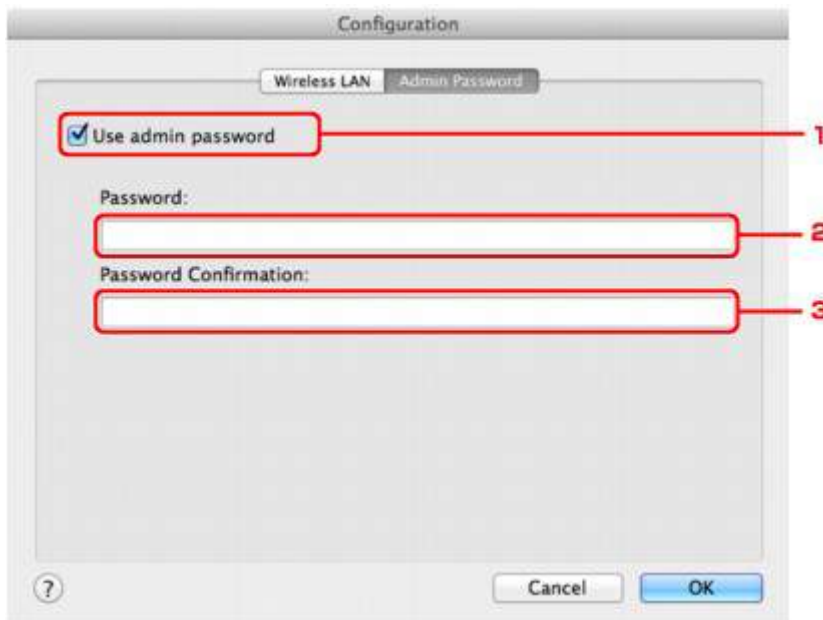 Configuration
Wireless LAN Admin Password
Use admin password 1
Password:
2
Password Confirmation:
3
? Cancel OK